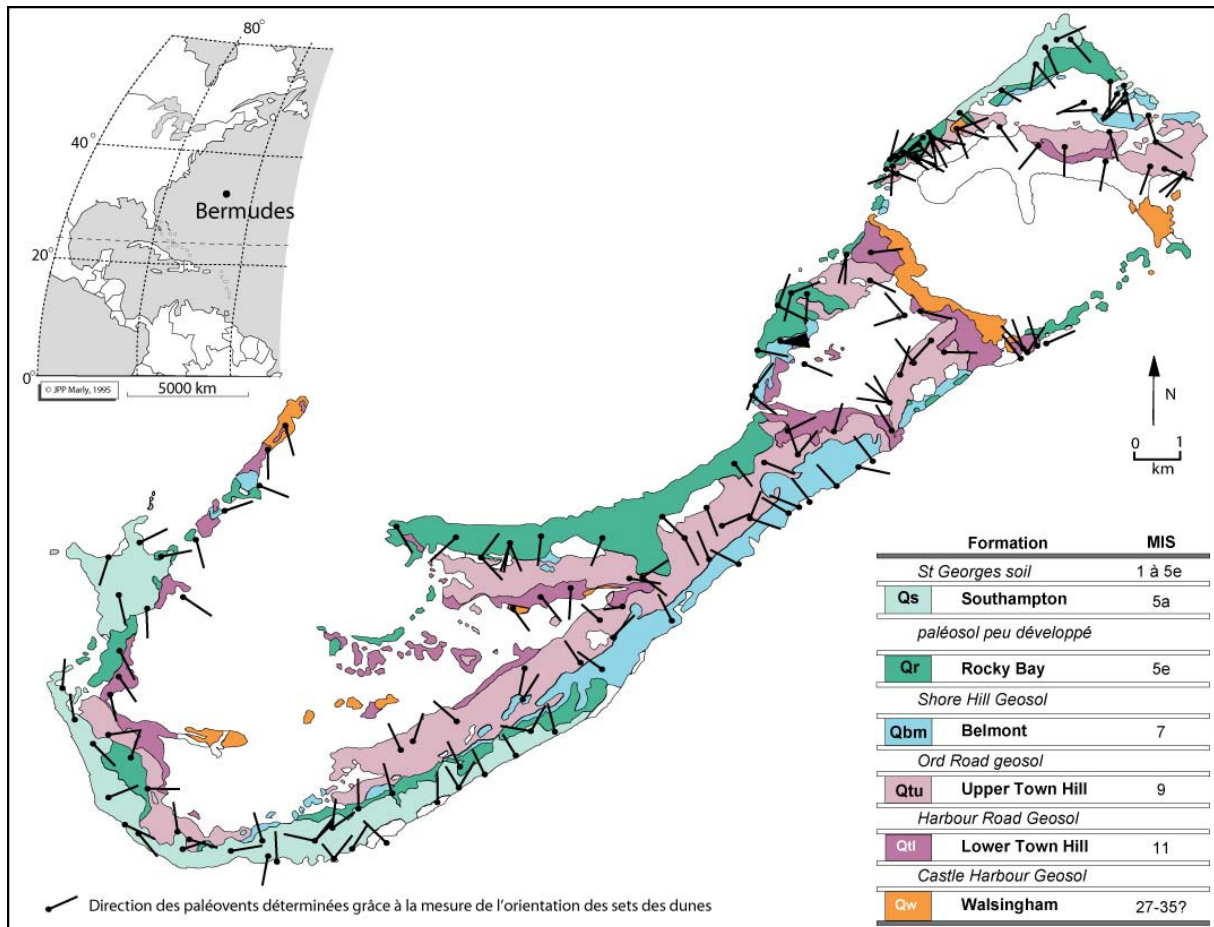 80°
40°
Bermudes
20°
0°
© JPP Marly, 1995
5000 km
N
0 1
km
Formation MIS
St Georges soil 1 à 5e
Qs Southampton 5a
paléosol peu développé
Qr Rocky Bay 5e
Shore Hill Geosol
Qbm Belmont 7
Ord Road geosol
Qtu Upper Town Hill 9
Harbour Road Geosol
Qtl Lower Town Hill 11
Castle Harbour Geosol
Qw Walsingham 27-35?
Direction des paléovents déterminées grâce à la mesure de l'orientation des sets des dunes